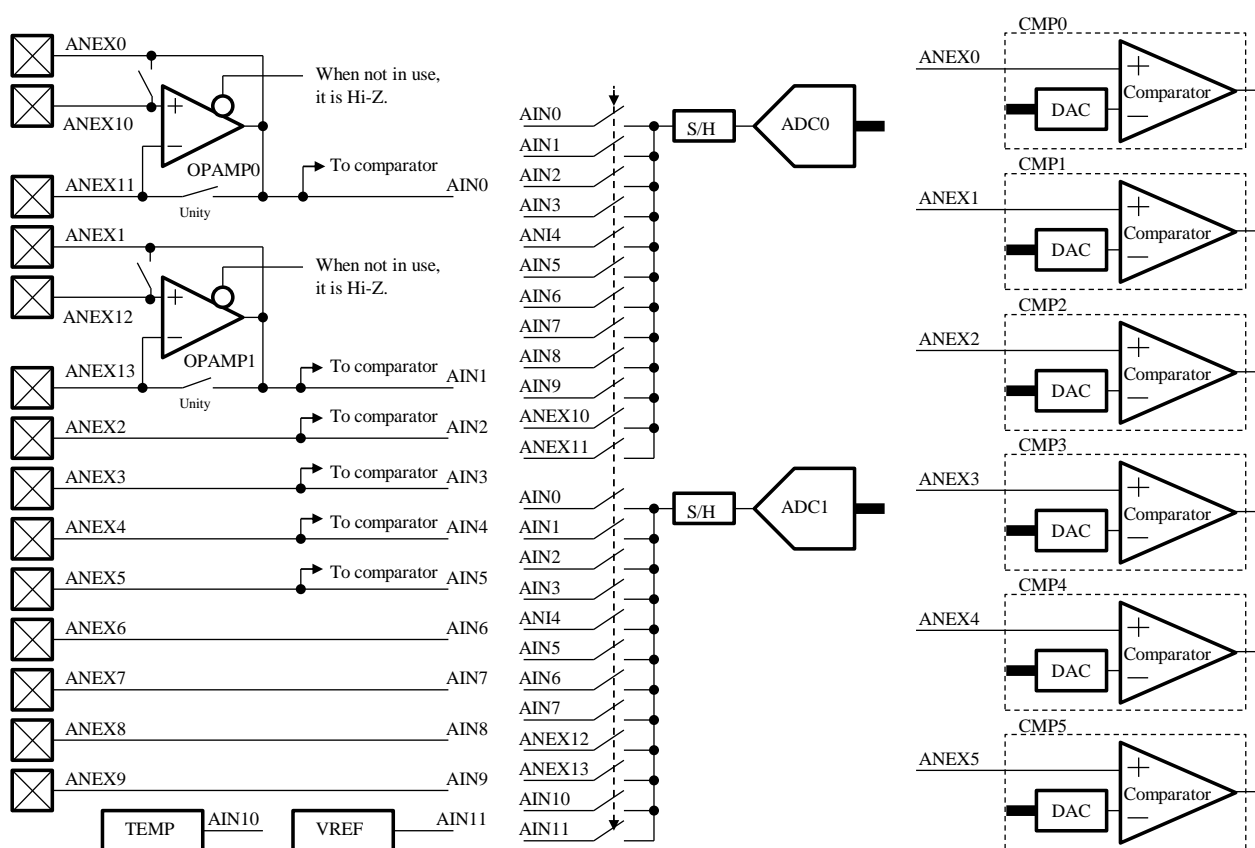 ANEX0
When not in use,
it is Hi-Z.
ANEX10
OPAMP0
To comparator
ANEX11
AIN0
Unity
ANEX1
When not in use,
it is Hi-Z.
ANEX12
OPAMP1
To comparator
ANEX13
AIN1
Unity
ANEX2
To comparator
AIN2
ANEX3
To comparator
AIN3
ANEX4
To comparator
AIN4
ANEX5
To comparator
AIN5
ANEX6
AIN6
ANEX7
AIN7
ANEX8
AIN8
ANEX9
AIN9
TEMP
AIN10
VREF
AIN11
AIN0
AIN1
AIN2
AIN3
ANI4
AIN5
AIN6
AIN7
AIN8
AIN9
ANEX10
ANEX11
S/H
ADC0
AIN0
AIN1
AIN2
AIN3
ANI4
AIN5
AIN6
AIN7
ANEX12
ANEX13
AIN10
AIN11
S/H
ADC1
CMP0
ANEX0
Comparator
DAC
CMP1
ANEX1
Comparator
DAC
CMP2
ANEX2
Comparator
DAC
CMP3
ANEX3
Comparator
DAC
CMP4
ANEX4
Comparator
DAC
CMP5
ANEX5
Comparator
DAC